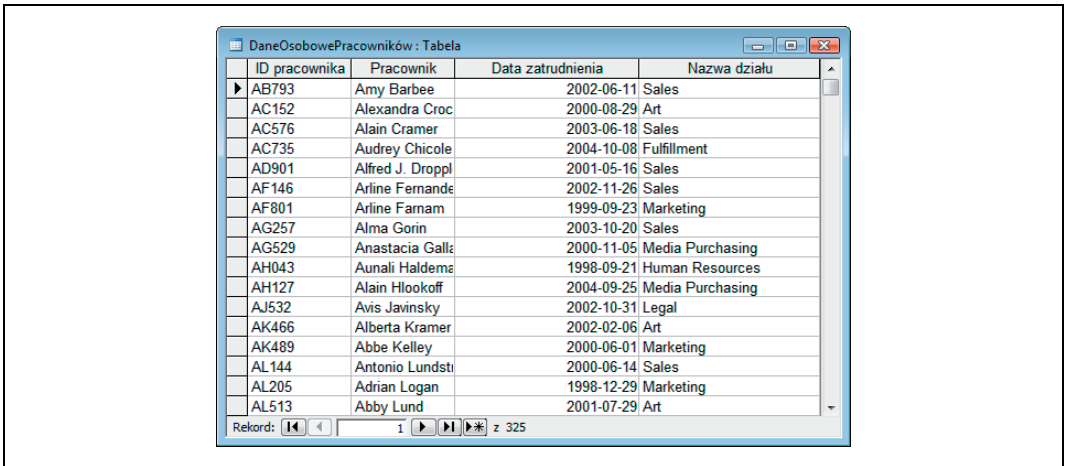 DaneOsobowePracowników : Tabela
ID pracownika Pracownik Data zatrudnienia Nazwa działu
AB793 Amy Barbee 2002-06-11 Sales
AC152 Alexandra Croc 2000-08-29 Art
AC576 Alain Cramer 2003-06-18 Sales
AC735 Audrey Chicole 2004-10-08 Fulfillment
AD901 Alfred J. Droppl 2001-05-16 Sales
AF146 Arline Fernande 2002-11-26 Sales
AF801 Arline Farnam 1999-09-23 Marketing
AG257 Alma Gorin 2003-10-20 Sales
AG529 Anastacia Galla 2000-11-05 Media Purchasing
AH043 Aunali Haldema 1998-09-21 Human Resources
AH127 Alain Hlookoff 2004-09-25 Media Purchasing
AJ532 Avis Javinsky 2002-10-31 Legal
AK466 Alberta Kramer 2002-02-06 Art
AK489 Abbe Kelley 2000-06-01 Marketing
AL144 Antonio Lundstr 2000-06-14 Sales
AL205 Adrian Logan 1998-12-29 Marketing
AL513 Abby Lund 2001-07-29 Art
Rekord: 1 z 325